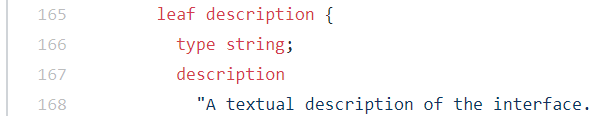 165 leaf description {
166 type string;
167 description
168 "A textual description of the interface.